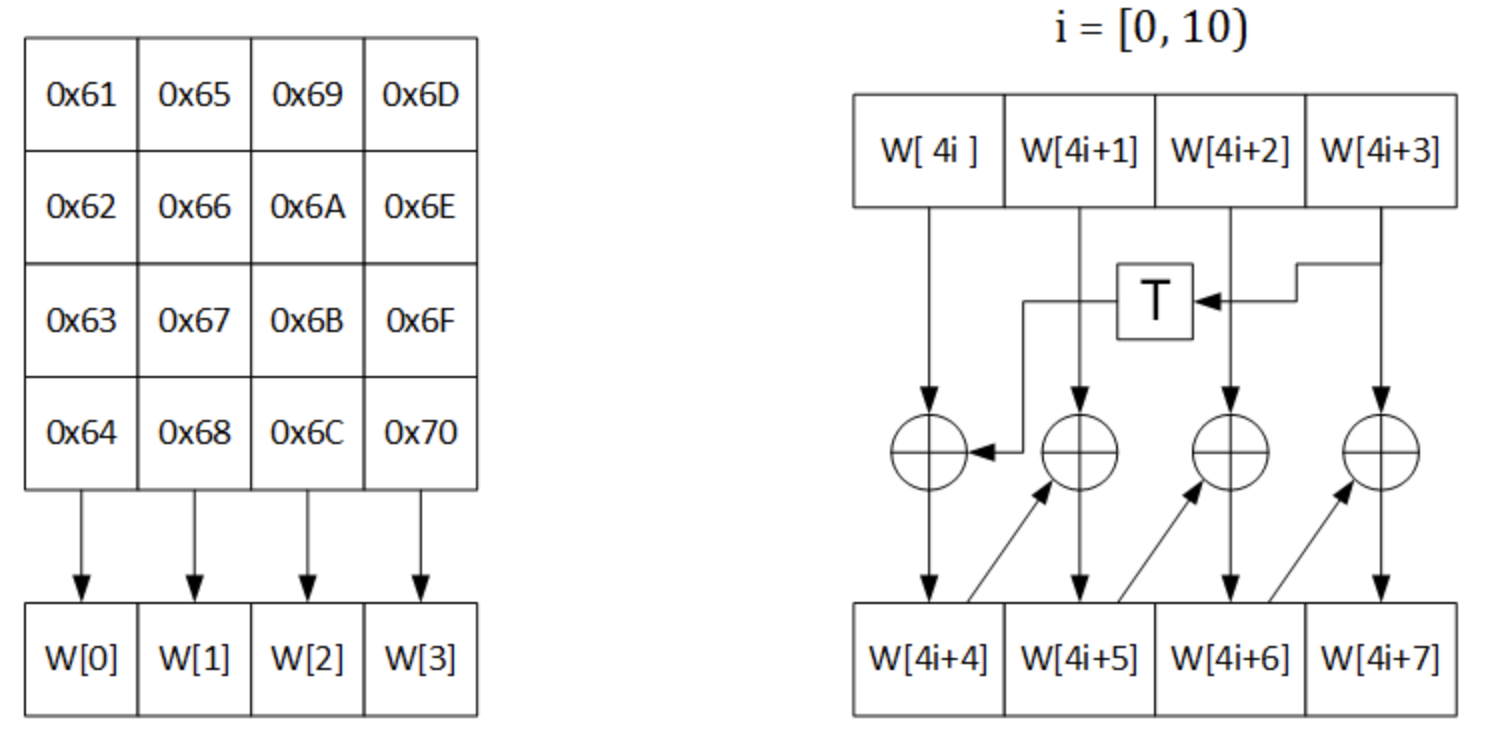 i = [0, 10)
0x61 0x65 0x69 0x6D
0x62 0x66 0x6A 0x6E
0x63 0x67 0x6B 0x6F
0x64 0x68 0x6C 0x70
W[0] W[1] W[2] W[3]
W[ 4i ] W[4i+1] W[4i+2] W[4i+3]
T
W[4i+4] W[4i+5] W[4i+6] W[4i+7]